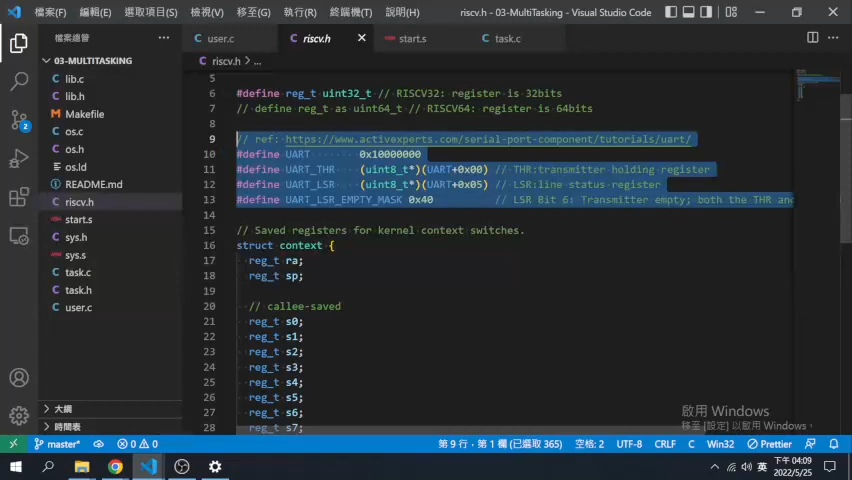 檔案(F) 編輯(E) 選取項目(S) 檢視(V) 移至(G) 執行(R) 終端機(T) 說明(H) riscv.h - 03-MultiTasking - Visual Studio Code
檔案總管 ···
user.c riscv.h start.s task.c
riscv.h > ...
03-MULTITASKING
lib.c
lib.h
Makefile
os.c
os.h
os.ld
README.md
riscv.h
start.s
sys.h
sys.s
task.c
task.h
user.c
大綱
時間表
5
6 #define reg_t uint32_t // RISCV32: register is 32bits
7 // define reg_t as uint64_t // RISCV64: register is 64bits
8
9 // ref: https://www.activexperts.com/serial-port-component/tutorials/uart/
10 #define UART 0x10000000
11 #define UART_THR (uint8_t*)(UART+0x00) // THR:transmitter holding register
12 #define UART_LSR (uint8_t*)(UART+0x05) // LSR:line status register
13 #define UART_LSR_EMPTY_MASK 0x40 // LSR Bit 6: Transmitter empty; both the THR and
14
15 // Saved registers for kernel context switches.
16 struct context {
17 reg_t ra;
18 reg_t sp;
19
20 // callee-saved
21 reg_t s0;
22 reg_t s1;
23 reg_t s2;
24 reg_t s3;
25 reg_t s4;
26 reg_t s5;
27 reg_t s6;
28 reg_t s7;
2
啟用 Windows
移至 [設定] 以啟用 Windows。
master* 0 0 第 9 行，第 1 欄 (已選取 365) 空格: 2 UTF-8 CRLF C Win32 Prettier
英 下午 04:09
2022/5/25